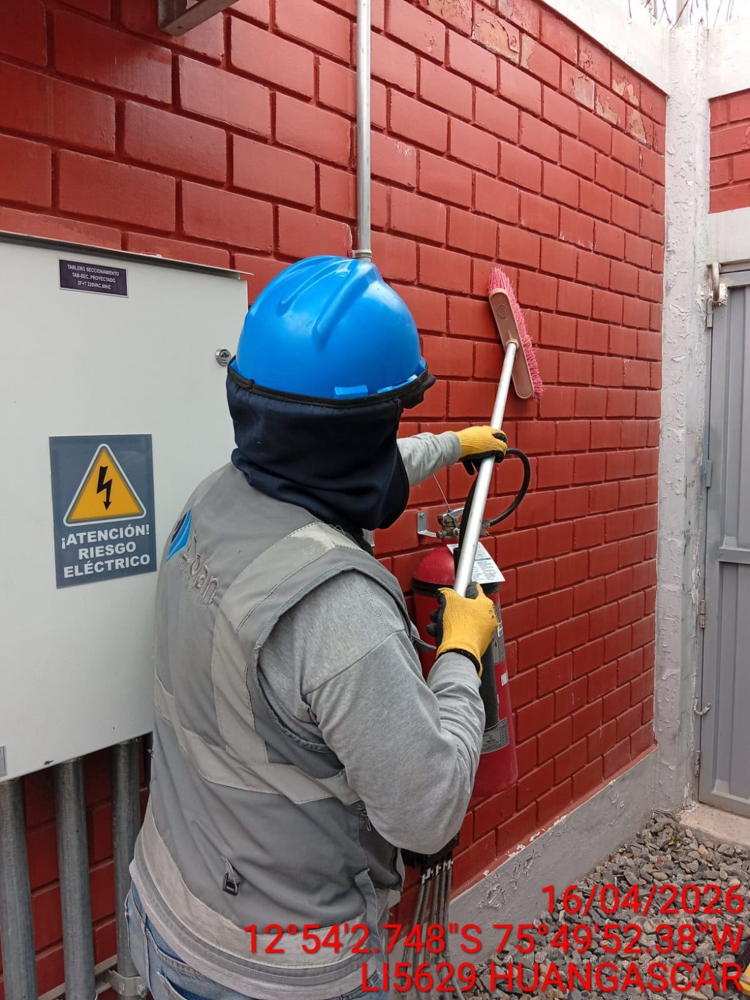 TABLERO SECCIONAMIENTO
TAB-SEC. PROYECTADO
2F+T 220VAC,60HZ
¡ATENCIÓN!
RIESGO
ELÉCTRICO
16/04/2026
12°54'2.748"S 75°49'52.38"W
LI5629 HUANGASCAR